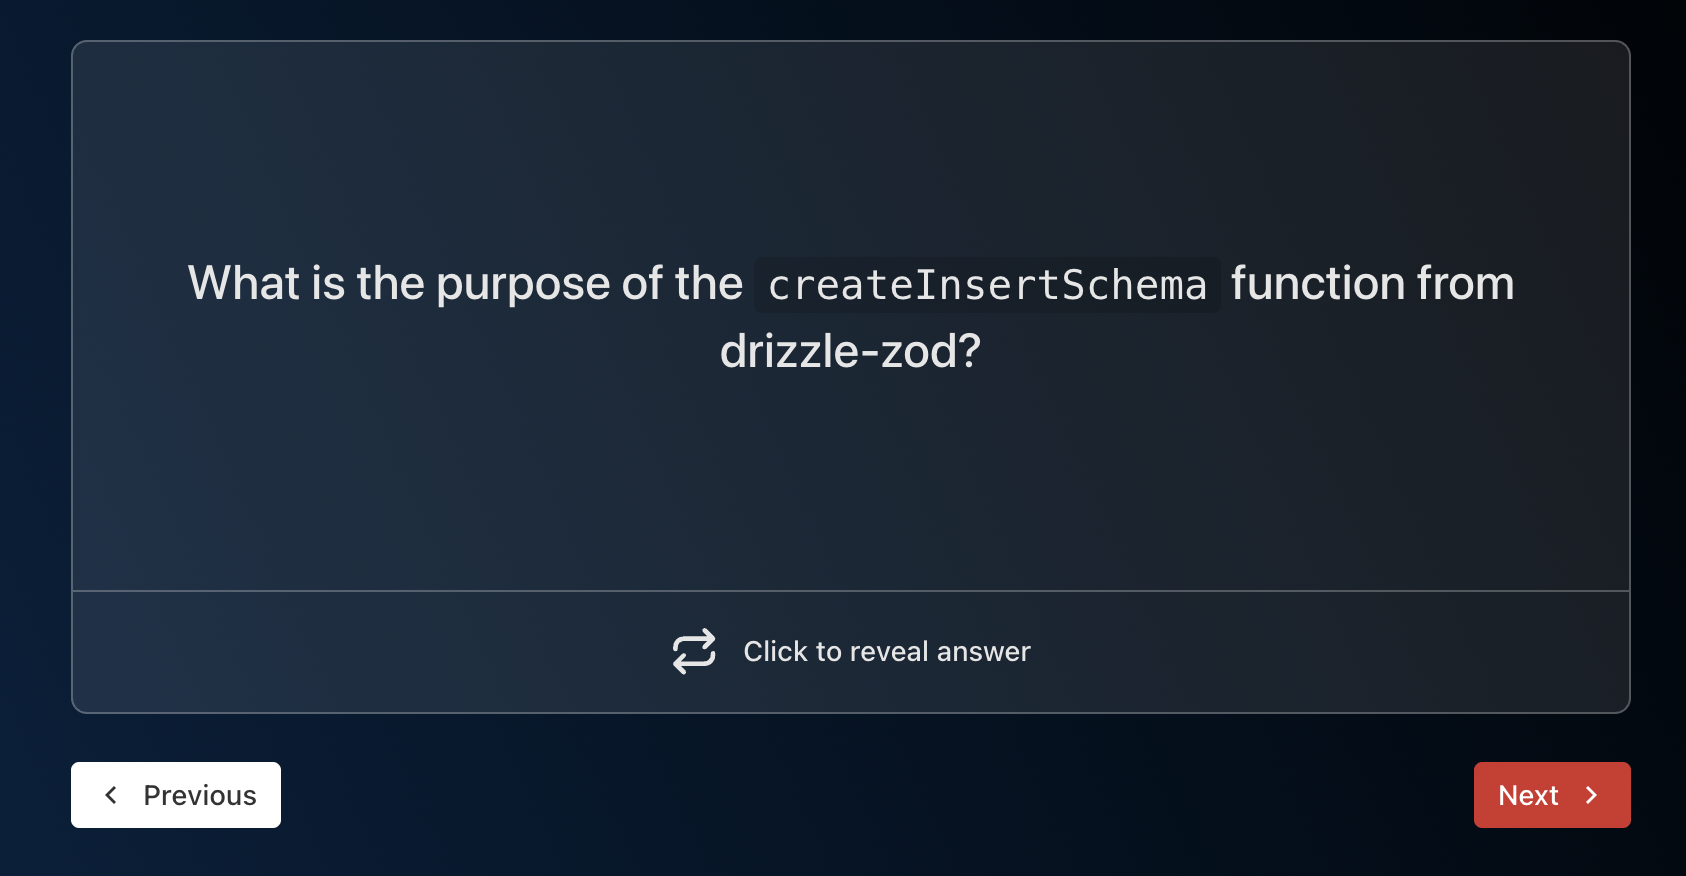 What is the purpose of the createInsertSchema function from
drizzle-zod?
Click to reveal answer
Previous
Next